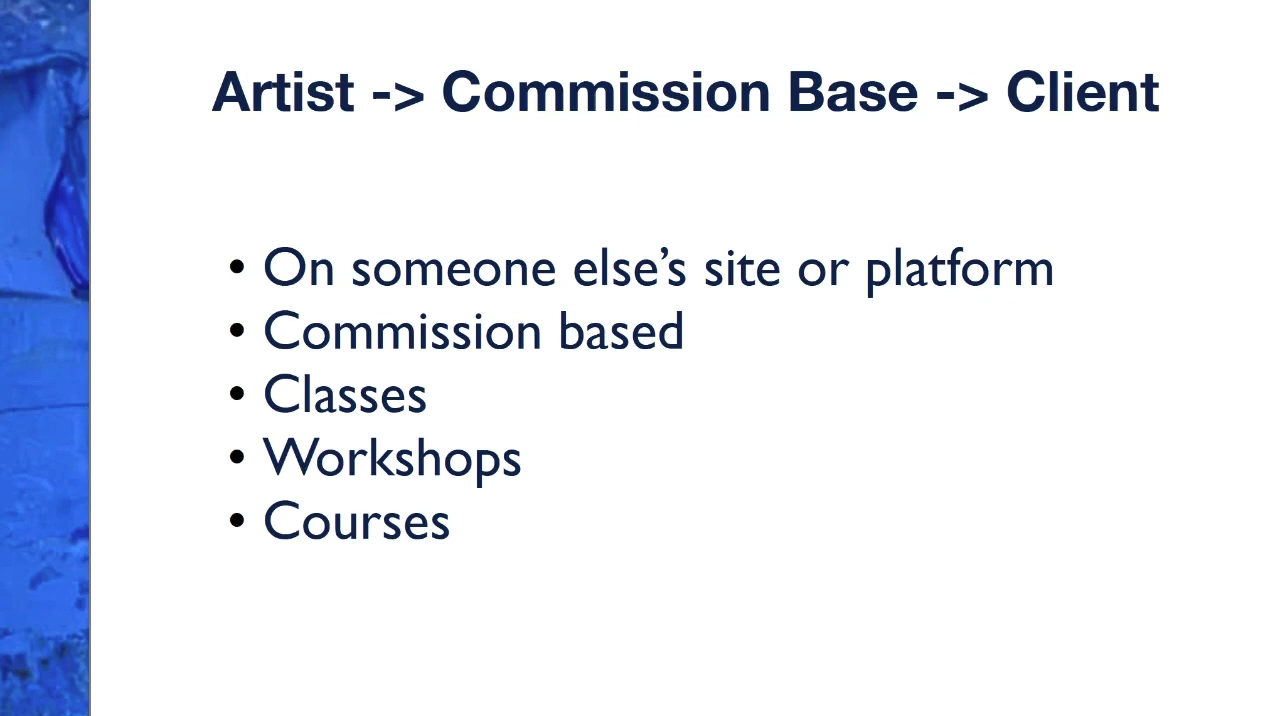 Artist -> Commission Base -> Client
• On someone else’s site or platform
• Commission based
• Classes
• Workshops
• Courses